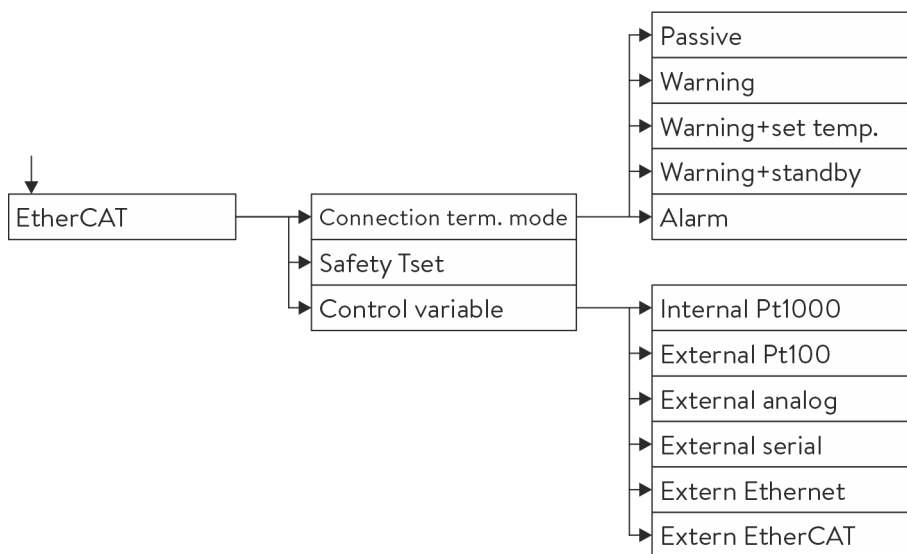 Passive
Warning
Warning+set temp.
Warning+standby
Alarm
EtherCAT
Connection term. mode
Safety Tset
Control variable
Internal Pt1000
External Pt100
External analog
External serial
Extern Ethernet
Extern EtherCAT